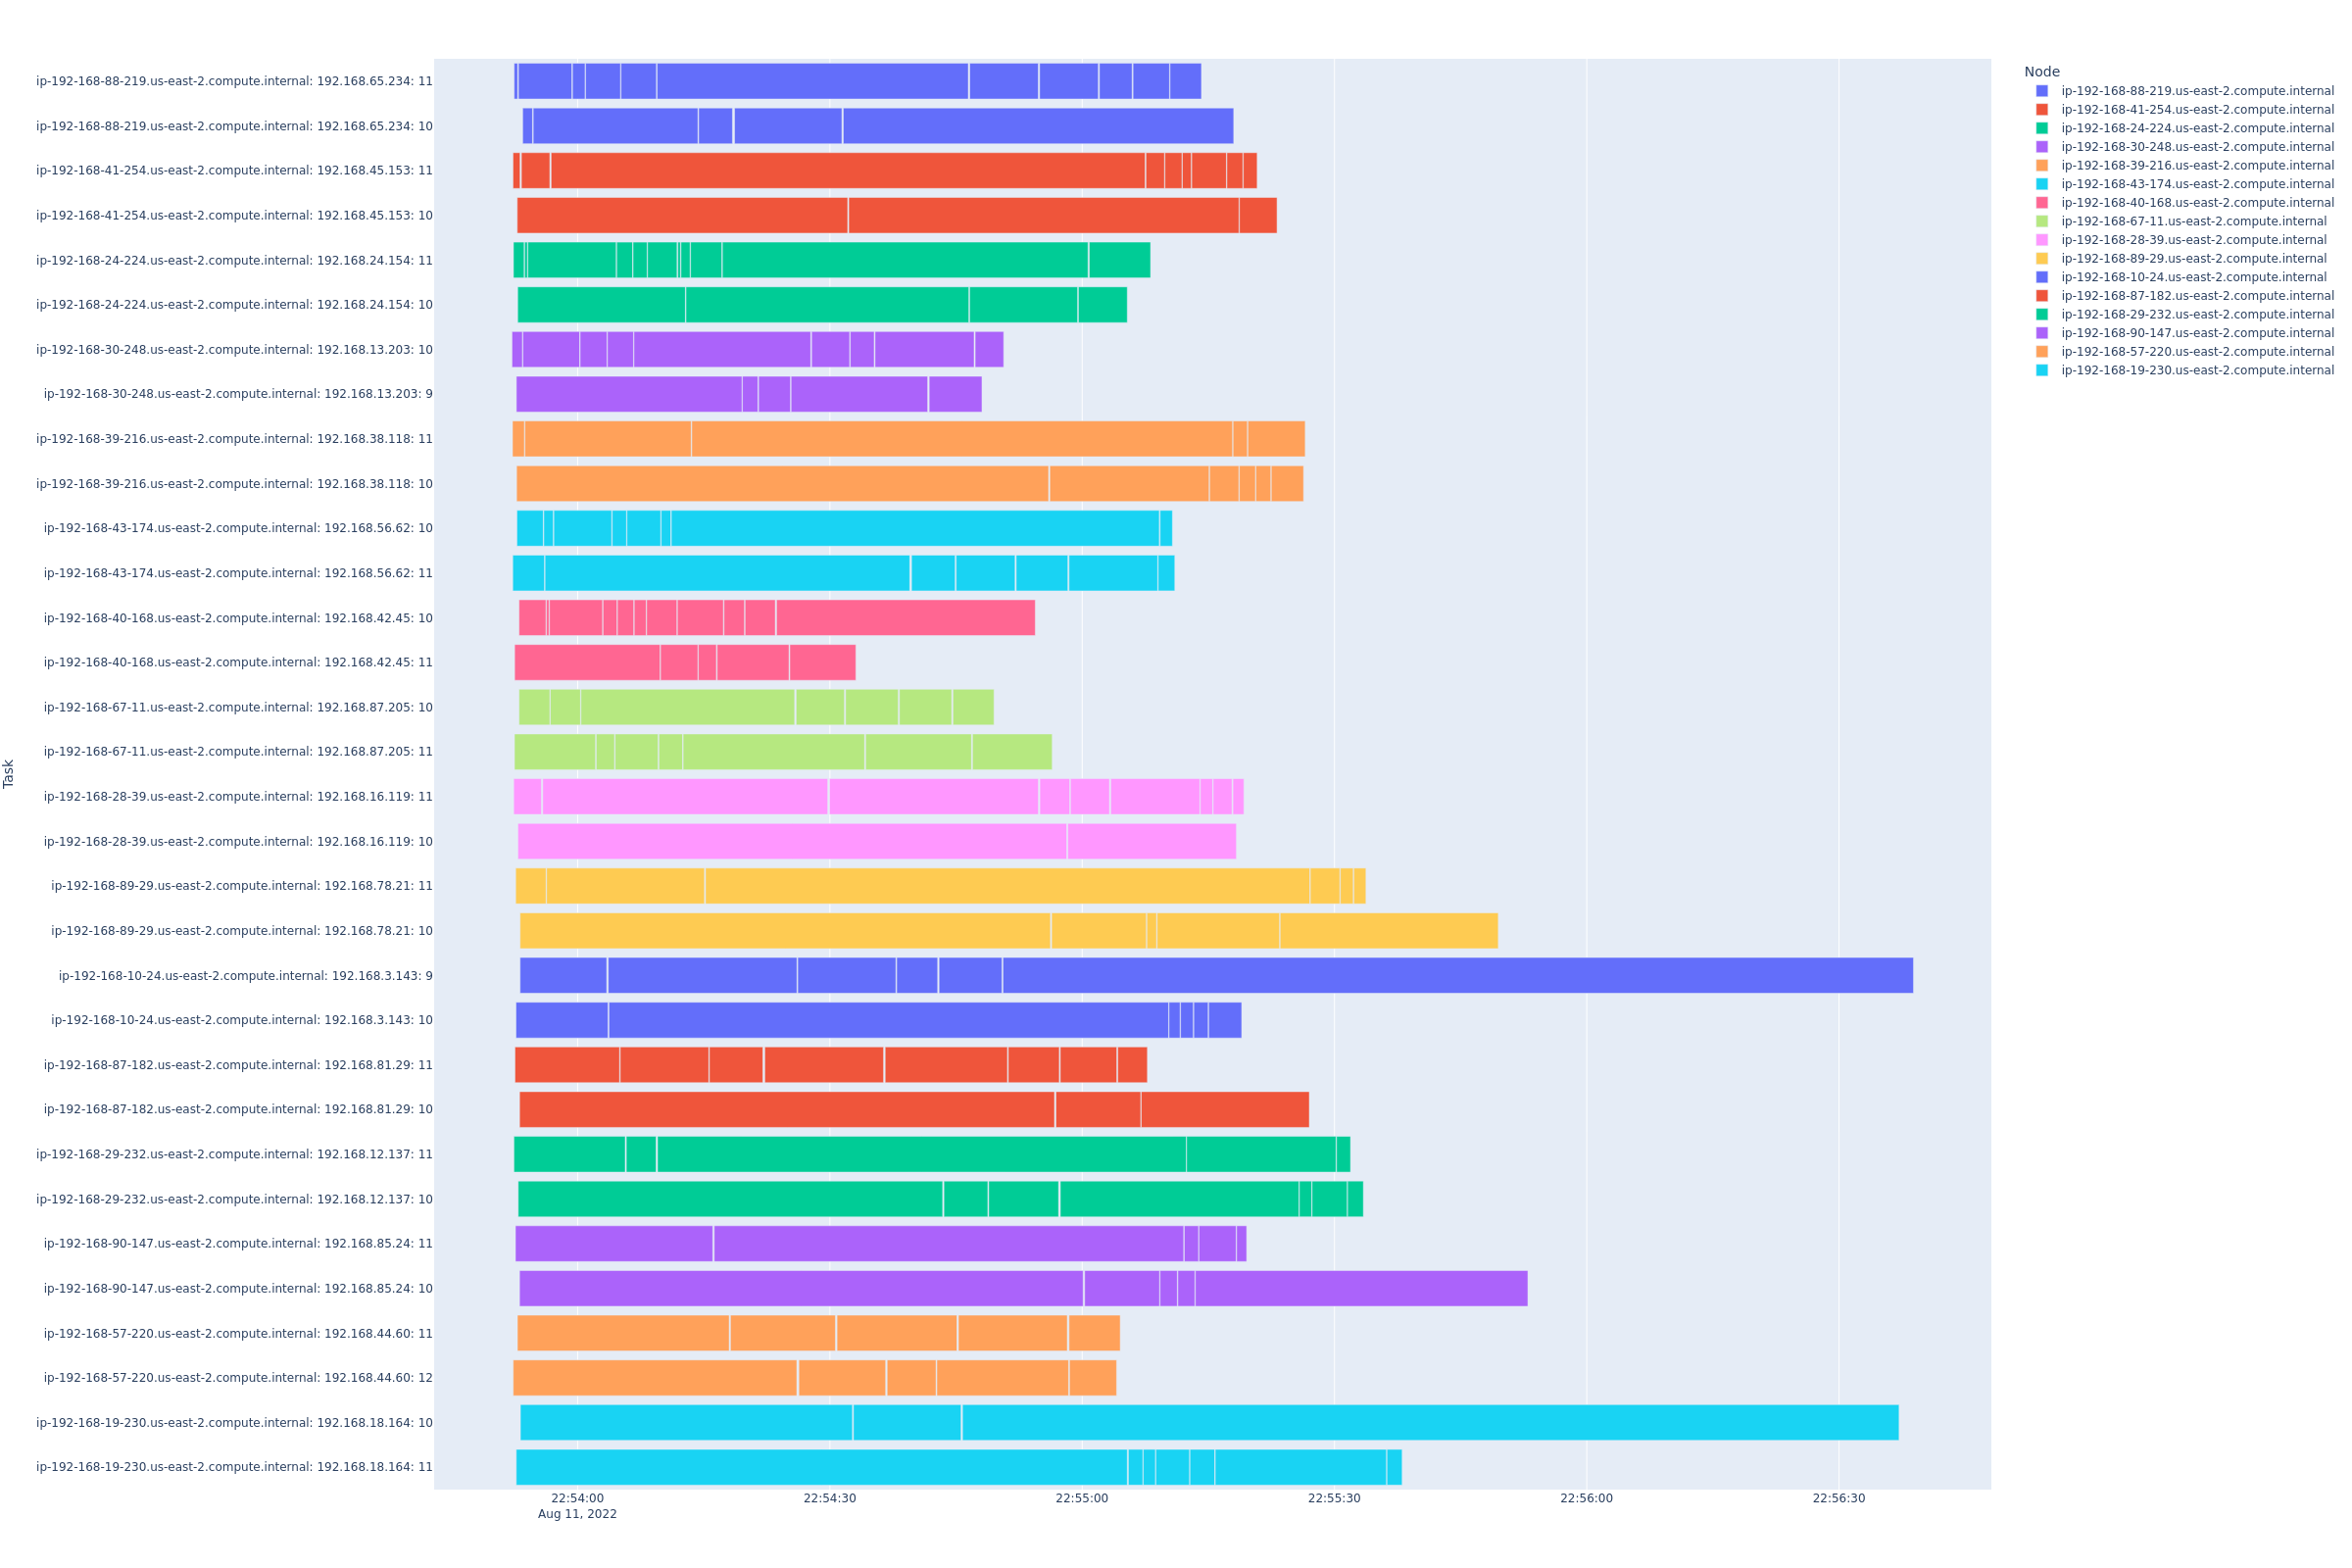 ip-192-168-88-219.us-east-2.compute.internal: 192.168.65.234: 11
ip-192-168-88-219.us-east-2.compute.internal: 192.168.65.234: 10
ip-192-168-41-254.us-east-2.compute.internal: 192.168.45.153: 11
ip-192-168-41-254.us-east-2.compute.internal: 192.168.45.153: 10
ip-192-168-24-224.us-east-2.compute.internal: 192.168.24.154: 11
ip-192-168-24-224.us-east-2.compute.internal: 192.168.24.154: 10
ip-192-168-30-248.us-east-2.compute.internal: 192.168.13.203: 10
ip-192-168-30-248.us-east-2.compute.internal: 192.168.13.203: 9
ip-192-168-39-216.us-east-2.compute.internal: 192.168.38.118: 11
ip-192-168-39-216.us-east-2.compute.internal: 192.168.38.118: 10
ip-192-168-43-174.us-east-2.compute.internal: 192.168.56.62: 10
ip-192-168-43-174.us-east-2.compute.internal: 192.168.56.62: 11
ip-192-168-40-168.us-east-2.compute.internal: 192.168.42.45: 10
ip-192-168-40-168.us-east-2.compute.internal: 192.168.42.45: 11
ip-192-168-67-11.us-east-2.compute.internal: 192.168.87.205: 10
ip-192-168-67-11.us-east-2.compute.internal: 192.168.87.205: 11
ip-192-168-28-39.us-east-2.compute.internal: 192.168.16.119: 11
ip-192-168-28-39.us-east-2.compute.internal: 192.168.16.119: 10
ip-192-168-89-29.us-east-2.compute.internal: 192.168.78.21: 11
ip-192-168-89-29.us-east-2.compute.internal: 192.168.78.21: 10
ip-192-168-10-24.us-east-2.compute.internal: 192.168.3.143: 9
ip-192-168-10-24.us-east-2.compute.internal: 192.168.3.143: 10
ip-192-168-87-182.us-east-2.compute.internal: 192.168.81.29: 11
ip-192-168-87-182.us-east-2.compute.internal: 192.168.81.29: 10
ip-192-168-29-232.us-east-2.compute.internal: 192.168.12.137: 11
ip-192-168-29-232.us-east-2.compute.internal: 192.168.12.137: 10
ip-192-168-90-147.us-east-2.compute.internal: 192.168.85.24: 11
ip-192-168-90-147.us-east-2.compute.internal: 192.168.85.24: 10
ip-192-168-57-220.us-east-2.compute.internal: 192.168.44.60: 11
ip-192-168-57-220.us-east-2.compute.internal: 192.168.44.60: 12
ip-192-168-19-230.us-east-2.compute.internal: 192.168.18.164: 10
ip-192-168-19-230.us-east-2.compute.internal: 192.168.18.164: 11
Task
22:54:00
Aug 11, 2022
22:54:30
22:55:00
22:55:30
22:56:00
22:56:30
Node
ip-192-168-88-219.us-east-2.compute.internal
ip-192-168-41-254.us-east-2.compute.internal
ip-192-168-24-224.us-east-2.compute.internal
ip-192-168-30-248.us-east-2.compute.internal
ip-192-168-39-216.us-east-2.compute.internal
ip-192-168-43-174.us-east-2.compute.internal
ip-192-168-40-168.us-east-2.compute.internal
ip-192-168-67-11.us-east-2.compute.internal
ip-192-168-28-39.us-east-2.compute.internal
ip-192-168-89-29.us-east-2.compute.internal
ip-192-168-10-24.us-east-2.compute.internal
ip-192-168-87-182.us-east-2.compute.internal
ip-192-168-29-232.us-east-2.compute.internal
ip-192-168-90-147.us-east-2.compute.internal
ip-192-168-57-220.us-east-2.compute.internal
ip-192-168-19-230.us-east-2.compute.internal